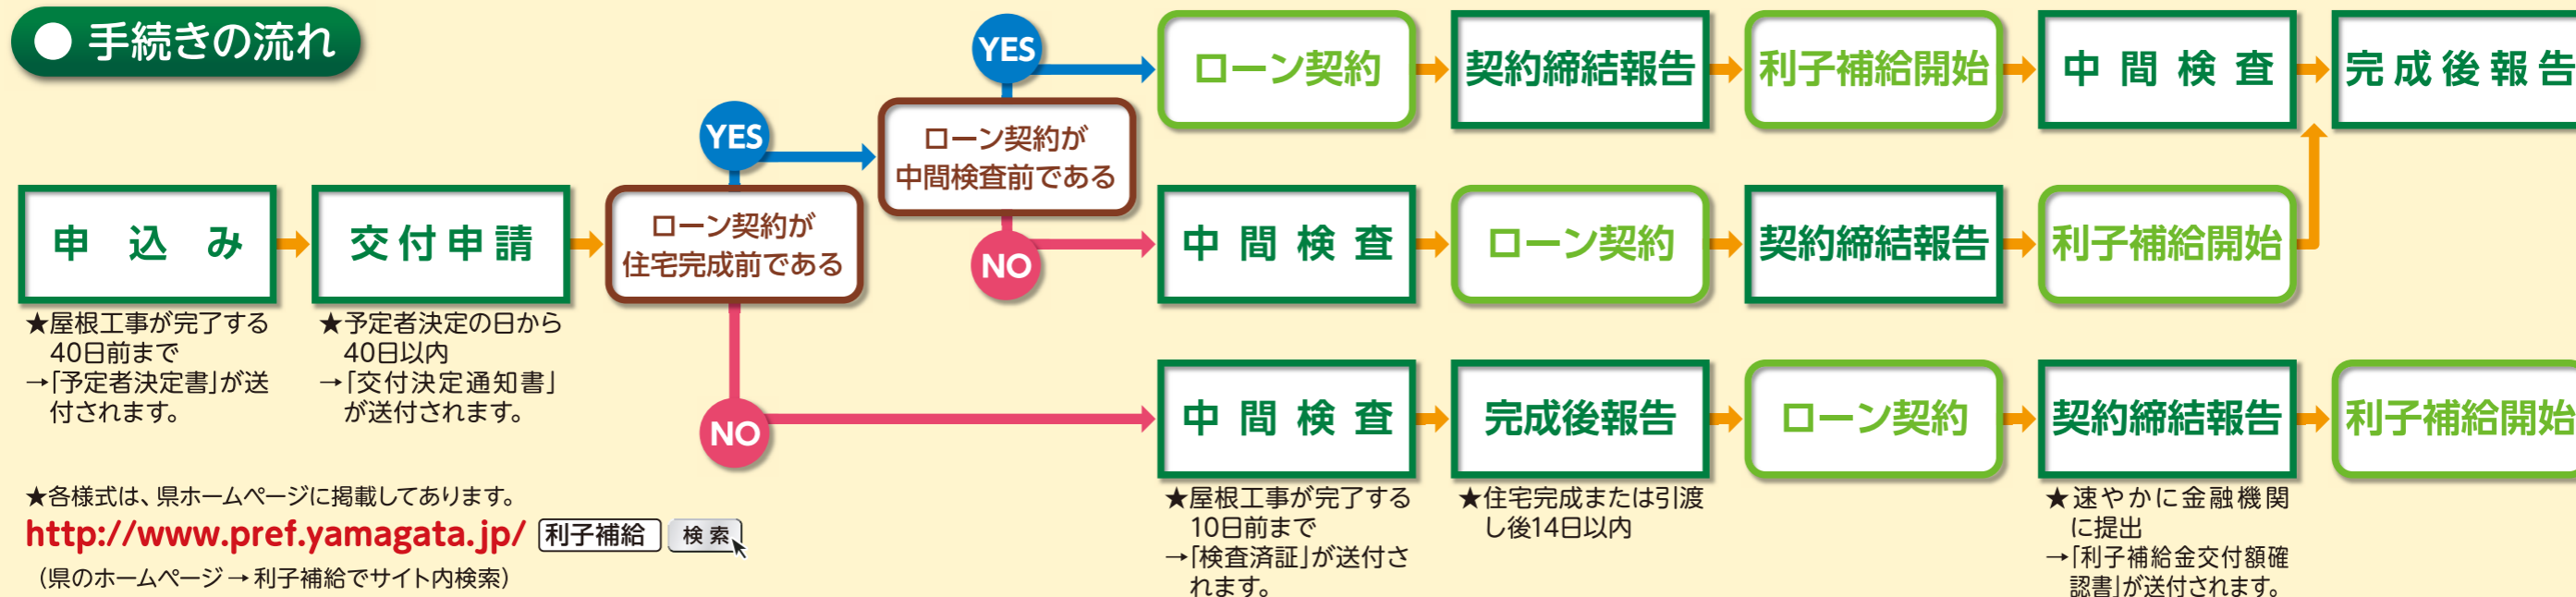 ● 手続きの流れ
YES
ローン契約
契約締結報告
利子補給開始
中間検査
完成後報告
YES
ローン契約が
中間検査前である
申込み
交付申請
ローン契約が
住宅完成前である
NO
中間検査
ローン契約
契約締結報告
利子補給開始
★屋根工事が完了する
40日前まで
→「予定者決定書」が送
付されます。
★予定者決定の日から
40日以内
→「交付決定通知書」
が送付されます。
NO
中間検査
完成後報告
ローン契約
契約締結報告
利子補給開始
★屋根工事が完了する
10日前まで
→「検査済証」が送付さ
れます。
★住宅完成または引渡
し後14日以内
★速やかに金融機関
に提出
→「利子補給金交付額確
認書」が送付されます。
★各様式は、県ホームページに掲載してあります。
http://www.pref.yamagata.jp/ 利子補給 検索
(県のホームページ→利子補給でサイト内検索)